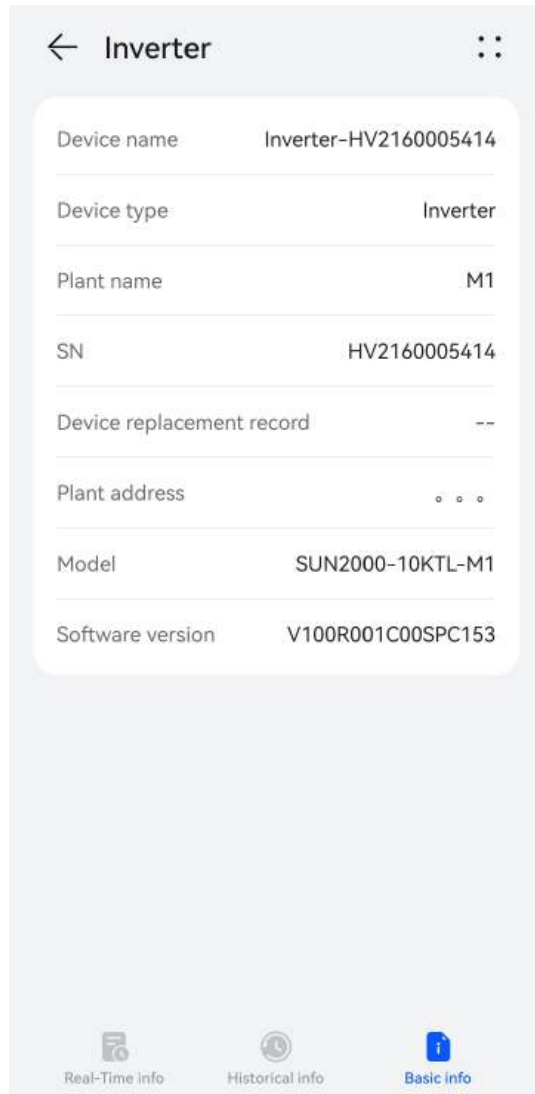 Inverter
Device name Inverter-HV2160005414
Device type Inverter
Plant name M1
SN HV2160005414
Device replacement record --
Plant address 。。。
Model SUN2000-10KTL-M1
Software version V100R001C00SPC153
Real-Time info Historical info Basic info